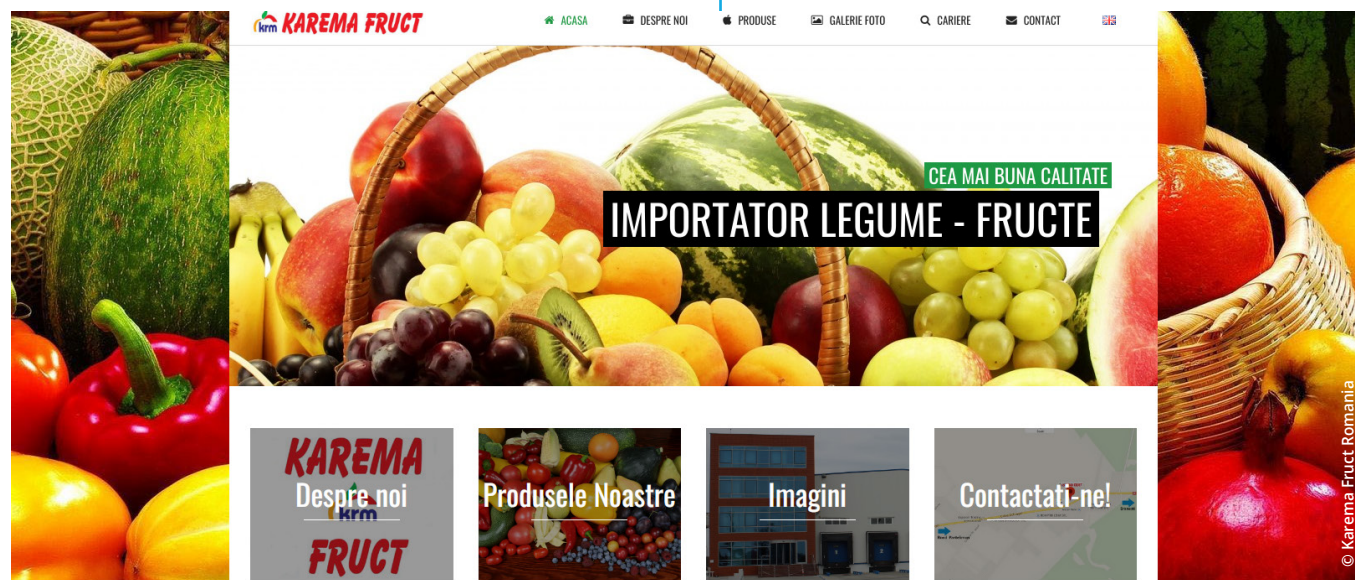 krm KAREMA FRUCT
ACASA
DESPRE NOI
PRODUSE
GALERIE FOTO
CARIERE
CONTACT
CEA MAI BUNA CALITATE
IMPORTATOR LEGUME - FRUCTE
KAREMA
Despre noi
krm
FRUCT
Produsele Noastre
Imagini
Contactati-ne!
© Karema Fruct Romania